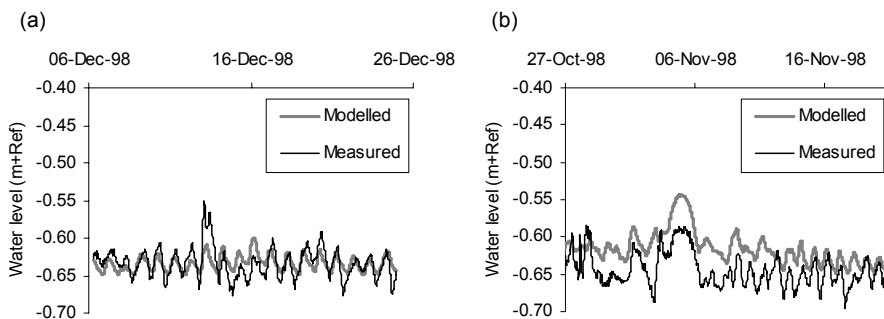 (a)
06-Dec-98 16-Dec-98 26-Dec-98
-0.40
-0.45
-0.50
-0.55
-0.60
-0.65
-0.70
Water level (m+Ref)
Modelled
Measured
(b)
27-Oct-98 06-Nov-98 16-Nov-98
-0.40
-0.45
-0.50
-0.55
-0.60
-0.65
-0.70
Water level (m+Ref)
Modelled
Measured